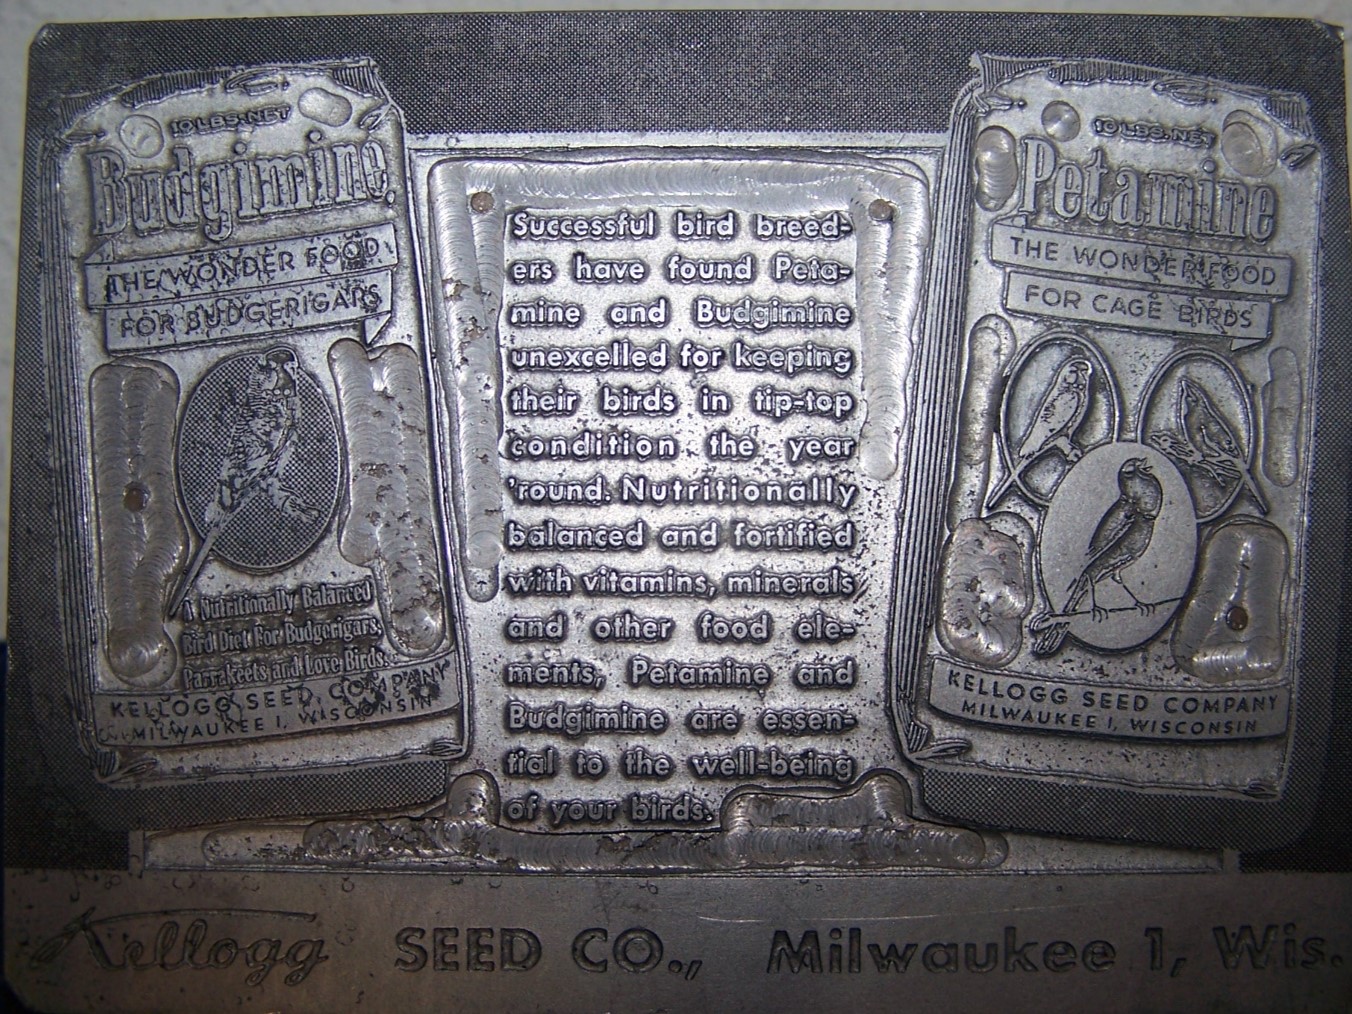 10 LBS. NET
Budgimine
THE WONDER FOOD
FOR BUDGERIGARS
A Nutritionally Balanced
Bird Diet For Budgerigars,
Parrakeets and Love Birds.
KELLOGG SEED COMPANY
MILWAUKEE 1, WISCONSIN
Successful bird breed-
ers have found Peta-
mine and Budgimine
unexcelled for keeping
their birds in tip-top
condition the year
'round. Nutritionally
balanced and fortified
with vitamins, minerals
and other food ele-
ments, Petamine and
Budgimine are essen-
tial to the well-being
of your birds.
10 LBS. NET
Petamine
THE WONDER FOOD
FOR CAGE BIRDS
KELLOGG SEED COMPANY
MILWAUKEE 1, WISCONSIN
Kellogg SEED CO., Milwaukee 1, Wis.